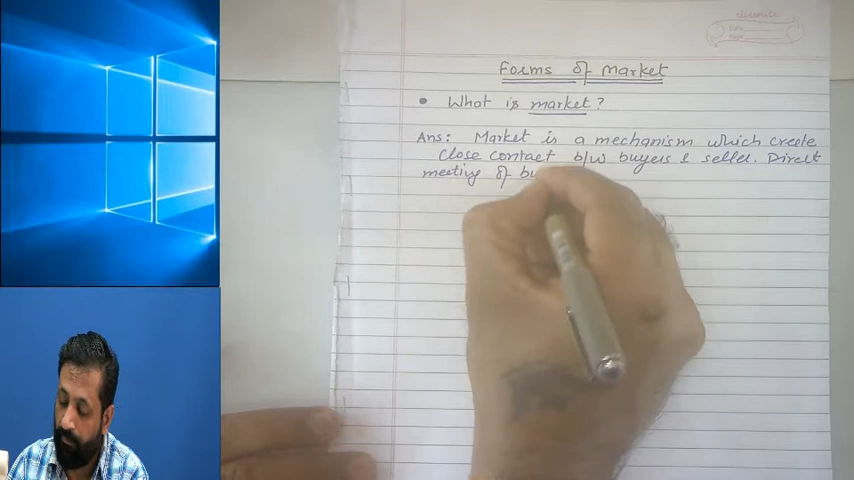 Forms of market
• What is market?
Ans: Market is a mechanism which create
close contact b/w buyers & seller. Direct
meeting of bu